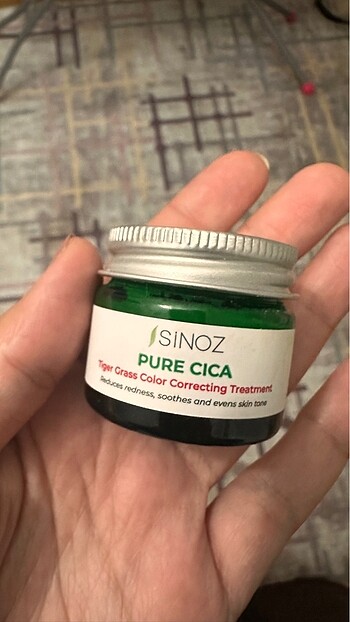 SiNOZ
PURE CICA
Tiger Grass Color Correcting Treatment
Reduces redness, soothes and evens skin tone